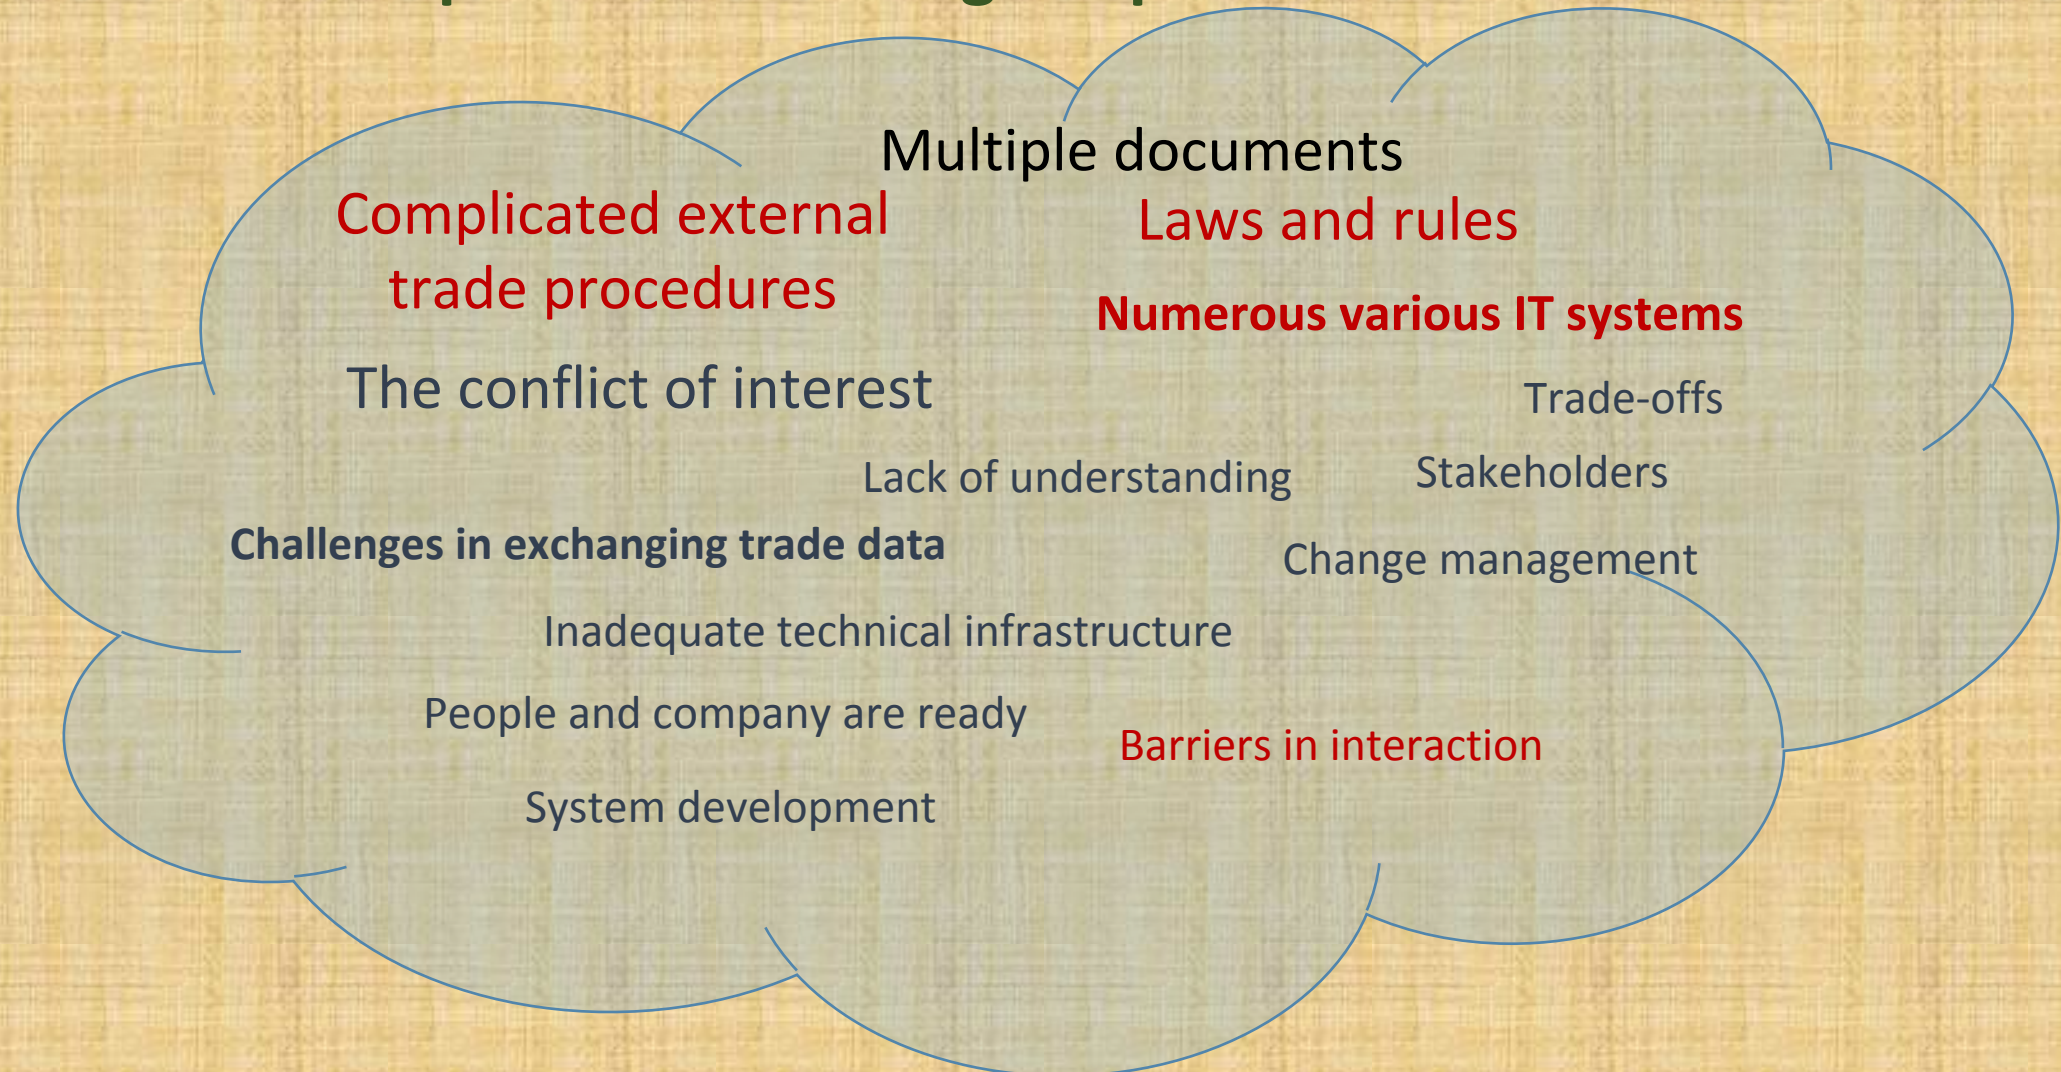 Multiple documents
Complicated external
trade procedures
Laws and rules
Numerous various IT systems
The conflict of interest
Trade-offs
Lack of understanding
Stakeholders
Challenges in exchanging trade data
Change management
Inadequate technical infrastructure
People and company are ready
Barriers in interaction
System development